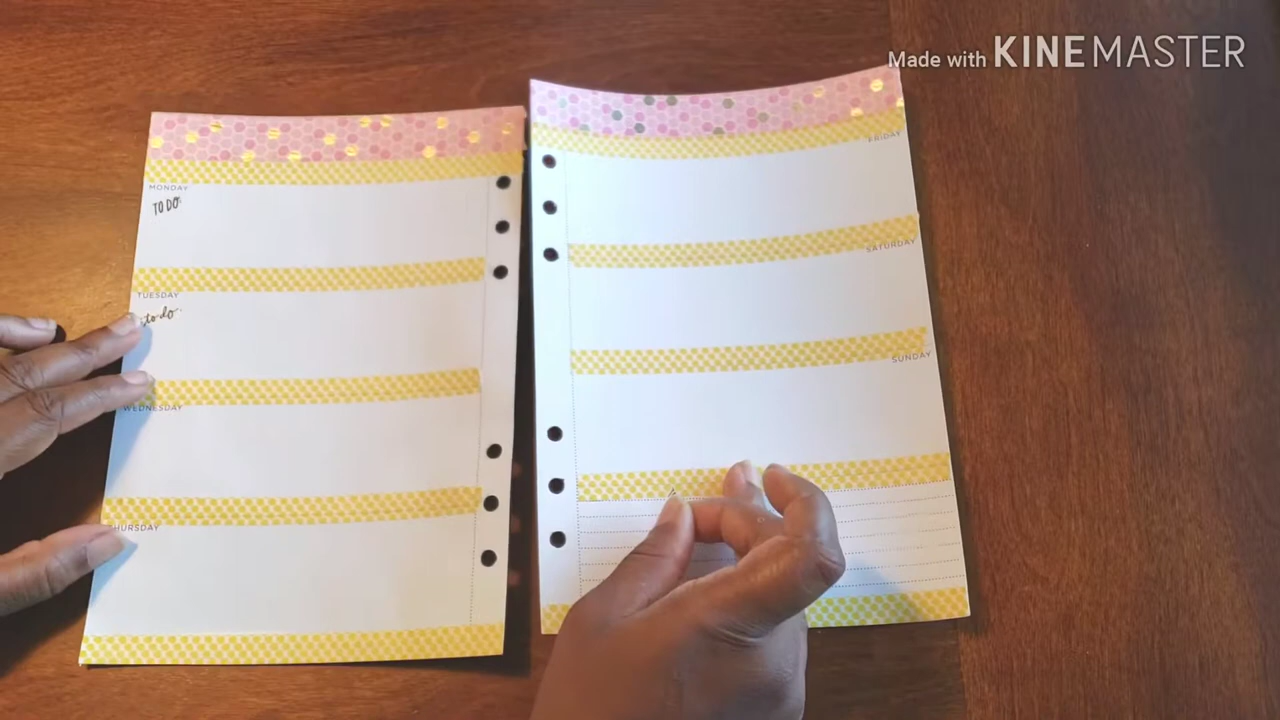 Made with KINEMASTER
MONDAY
TO DO
TUESDAY
to-do
WEDNESDAY
THURSDAY
FRIDAY
SATURDAY
SUNDAY